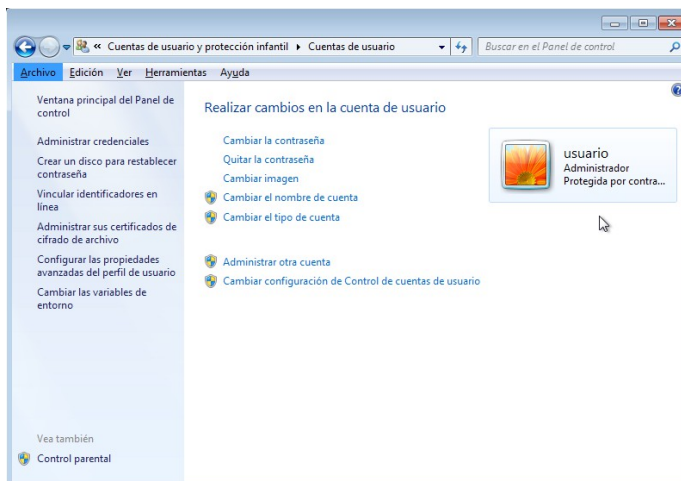 Cuentas de usuario y protección infantil Cuentas de usuario
Buscar en el Panel de control
Archivo Edición Ver Herramientas Ayuda
Ventana principal del Panel de
control
Administrar credenciales
Crear un disco para restablecer
contraseña
Vincular identificadores en
línea
Administrar sus certificados de
cifrado de archivo
Configurar las propiedades
avanzadas del perfil de usuario
Cambiar las variables de
entorno
Vea también
Control parental
Realizar cambios en la cuenta de usuario
Cambiar la contraseña
Quitar la contraseña
Cambiar imagen
Cambiar el nombre de cuenta
Cambiar el tipo de cuenta
Administrar otra cuenta
Cambiar configuración de Control de cuentas de usuario
usuario
Administrador
Protegida por contra...